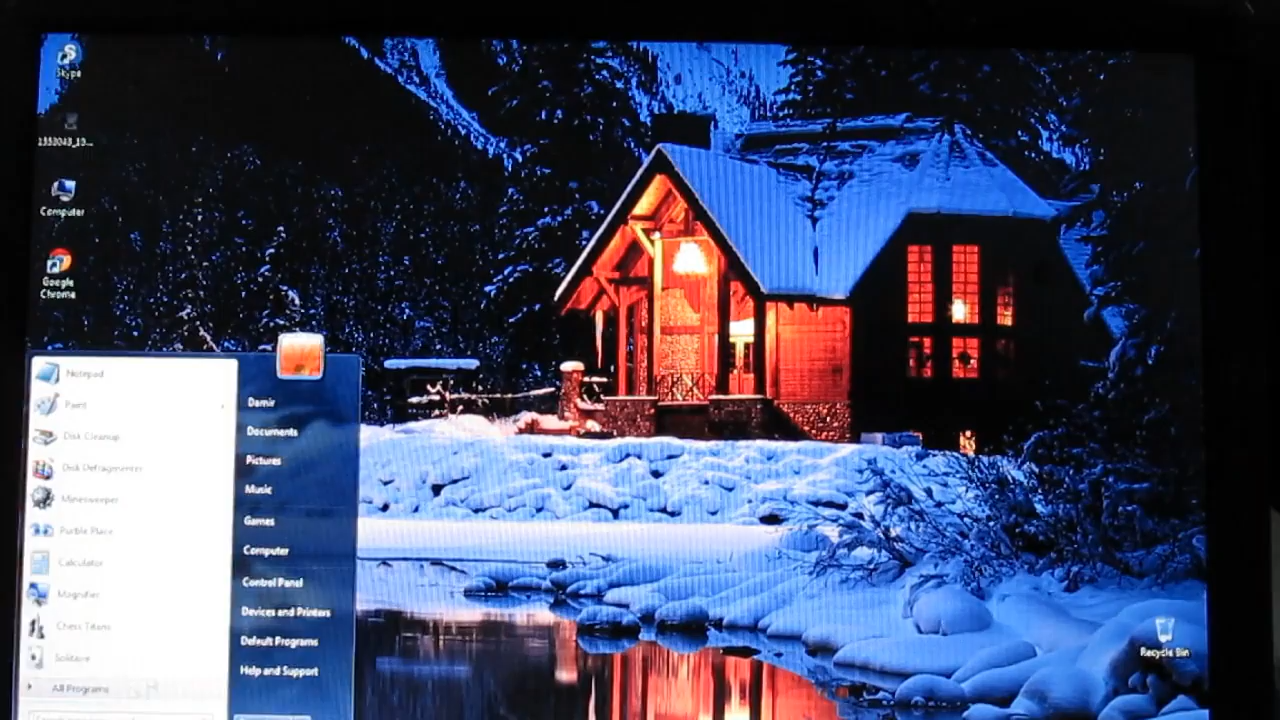 Skype
Computer
Google
Chrome
Notepad
Paint
Disk Cleanup
Disk Defragmenter
Minesweeper
Purble Place
Calculator
Magnifier
Chess Titans
Solitaire
All Programs
Damir
Documents
Pictures
Music
Games
Computer
Control Panel
Devices and Printers
Default Programs
Help and Support
Recycle Bin